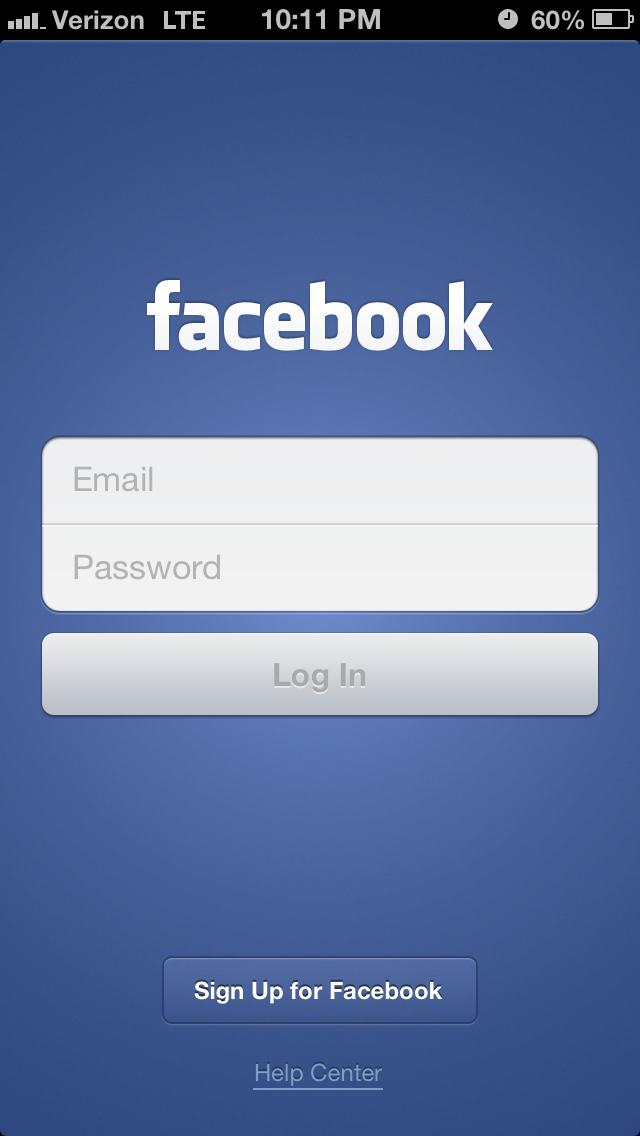 Verizon LTE 10:11 PM 60%
facebook
Email
Password
Log In
Sign Up for Facebook
Help Center